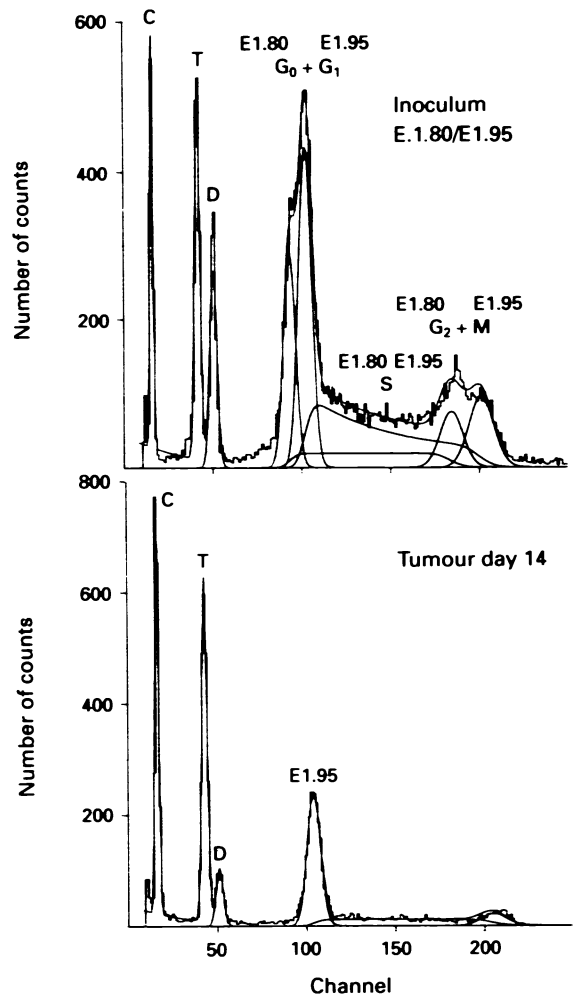 600
400
200
Number of counts
C
T
D
E1.80 E1.95
G₀ + G₁
Inoculum
E.1.80/E1.95
E1.80 E1.95
G₂ + M
E1.80 E1.95
S
800
600
400
200
Number of counts
C
T
D
E1.95
Tumour day 14
50 100 150 200
Channel